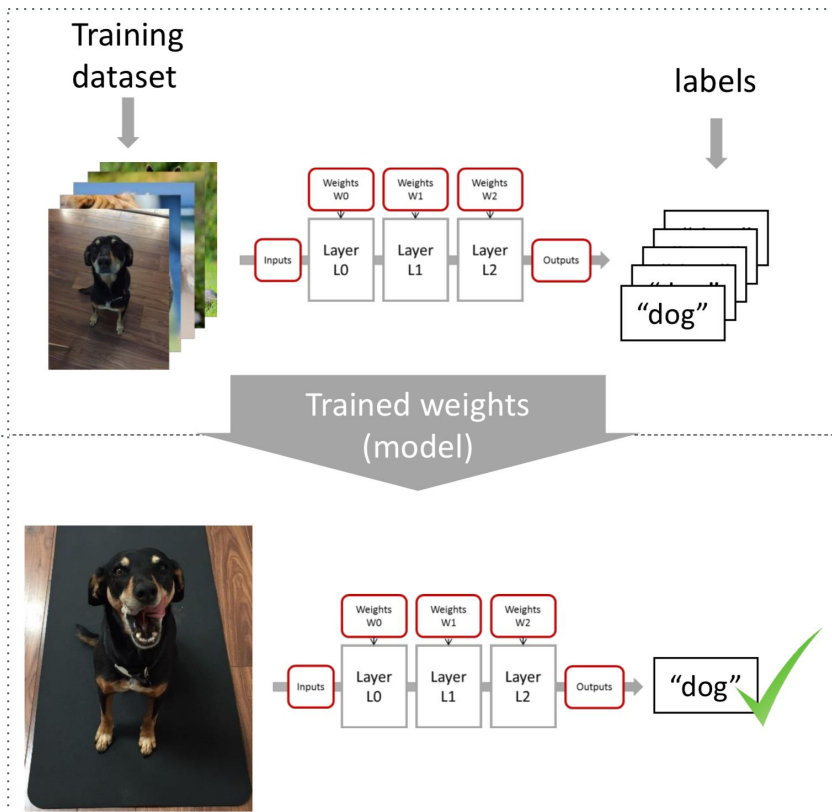 Training
dataset
labels
Weights
W0
Weights
W1
Weights
W2
Inputs
Layer
L0
Layer
L1
Layer
L2
Outputs
“dog”
Trained weights
(model)
Weights
W0
Weights
W1
Weights
W2
Inputs
Layer
L0
Layer
L1
Layer
L2
Outputs
“dog”